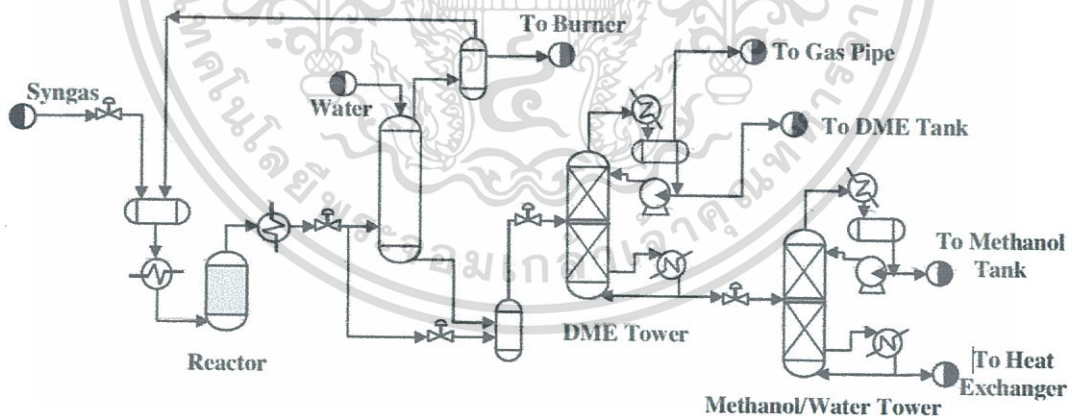 To Burner
To Gas Pipe
Syngas
Water
To DME Tank
To Methanol
Tank
DME Tower
Reactor
To Heat
Exchanger
Methanol/Water Tower